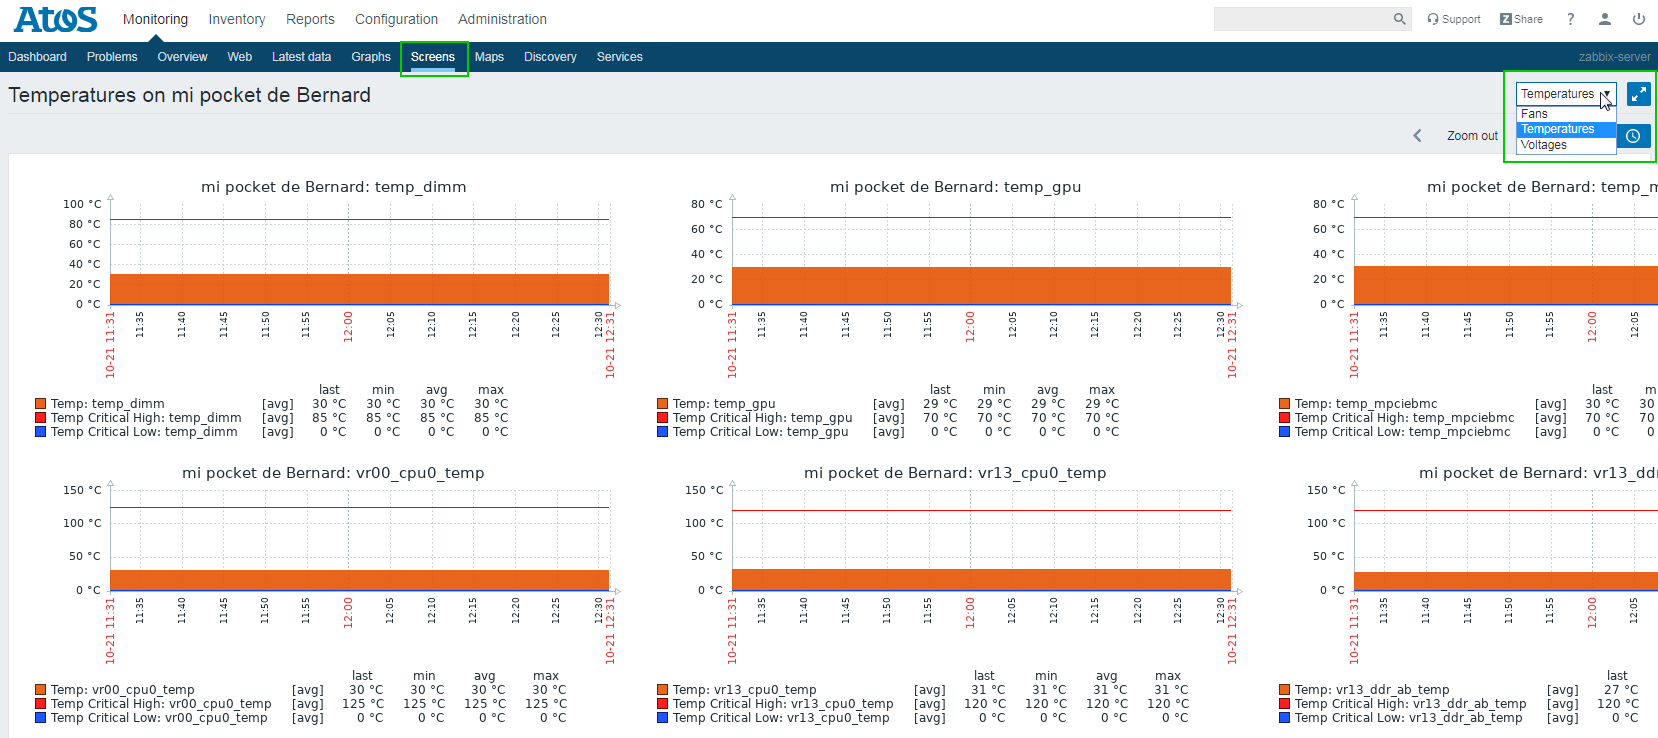 Atos Monitoring Inventory Reports Configuration Administration Support Z Share ?
Dashboard Problems Overview Web Latest data Graphs Screens Maps Discovery Services zabbix-server
Temperatures on mi pocket de Bernard
Temperatures
Fans
Temperatures
Voltages
Zoom out
mi pocket de Bernard: temp_dimm
100 °C
80 °C
60 °C
40 °C
20 °C
0 °C
10-21 11:31 11:35 11:40 11:45 11:50 11:55 12:00 12:05 12:10 12:15 12:20 12:25 12:30 10-21 12:31
last min avg max
Temp: temp_dimm [avg] 30 °C 30 °C 30 °C 30 °C
Temp Critical High: temp_dimm [avg] 85 °C 85 °C 85 °C 85 °C
Temp Critical Low: temp_dimm [avg] 0 °C 0 °C 0 °C 0 °C
mi pocket de Bernard: temp_gpu
80 °C
60 °C
40 °C
20 °C
0 °C
10-21 11:31 11:35 11:40 11:45 11:50 11:55 12:00 12:05 12:10 12:15 12:20 12:25 12:30 10-21 12:31
last min avg max
Temp: temp_gpu [avg] 29 °C 29 °C 29 °C 29 °C
Temp Critical High: temp_gpu [avg] 70 °C 70 °C 70 °C 70 °C
Temp Critical Low: temp_gpu [avg] 0 °C 0 °C 0 °C 0 °C
mi pocket de Bernard: temp_m
80 °C
60 °C
40 °C
20 °C
0 °C
10-21 11:31 11:35 11:40 11:45 11:50 11:55 12:00 12:05
last m
Temp: temp_mpciebmc [avg] 30 °C 30
Temp Critical High: temp_mpciebmc [avg] 70 °C 70
Temp Critical Low: temp_mpciebmc [avg] 0 °C 0
mi pocket de Bernard: vr00_cpu0_temp
150 °C
100 °C
50 °C
0 °C
10-21 11:31 11:35 11:40 11:45 11:50 11:55 12:00 12:05 12:10 12:15 12:20 12:25 12:30 10-21 12:31
last min avg max
Temp: vr00_cpu0_temp [avg] 30 °C 30 °C 30 °C 30 °C
Temp Critical High: vr00_cpu0_temp [avg] 125 °C 125 °C 125 °C 125 °C
Temp Critical Low: vr00_cpu0_temp [avg] 0 °C 0 °C 0 °C 0 °C
mi pocket de Bernard: vr13_cpu0_temp
150 °C
100 °C
50 °C
0 °C
10-21 11:31 11:35 11:40 11:45 11:50 11:55 12:00 12:05 12:10 12:15 12:20 12:25 12:30 10-21 12:31
last min avg max
Temp: vr13_cpu0_temp [avg] 31 °C 31 °C 31 °C 31 °C
Temp Critical High: vr13_cpu0_temp [avg] 120 °C 120 °C 120 °C 120 °C
Temp Critical Low: vr13_cpu0_temp [avg] 0 °C 0 °C 0 °C 0 °C
mi pocket de Bernard: vr13_ddr
150 °C
100 °C
50 °C
0 °C
10-21 11:31 11:35 11:40 11:45 11:50 11:55 12:00 12:05
last
Temp: vr13_ddr_ab_temp [avg] 27 °C
Temp Critical High: vr13_ddr_ab_temp [avg] 120 °C
Temp Critical Low: vr13_ddr_ab_temp [avg] 0 °C